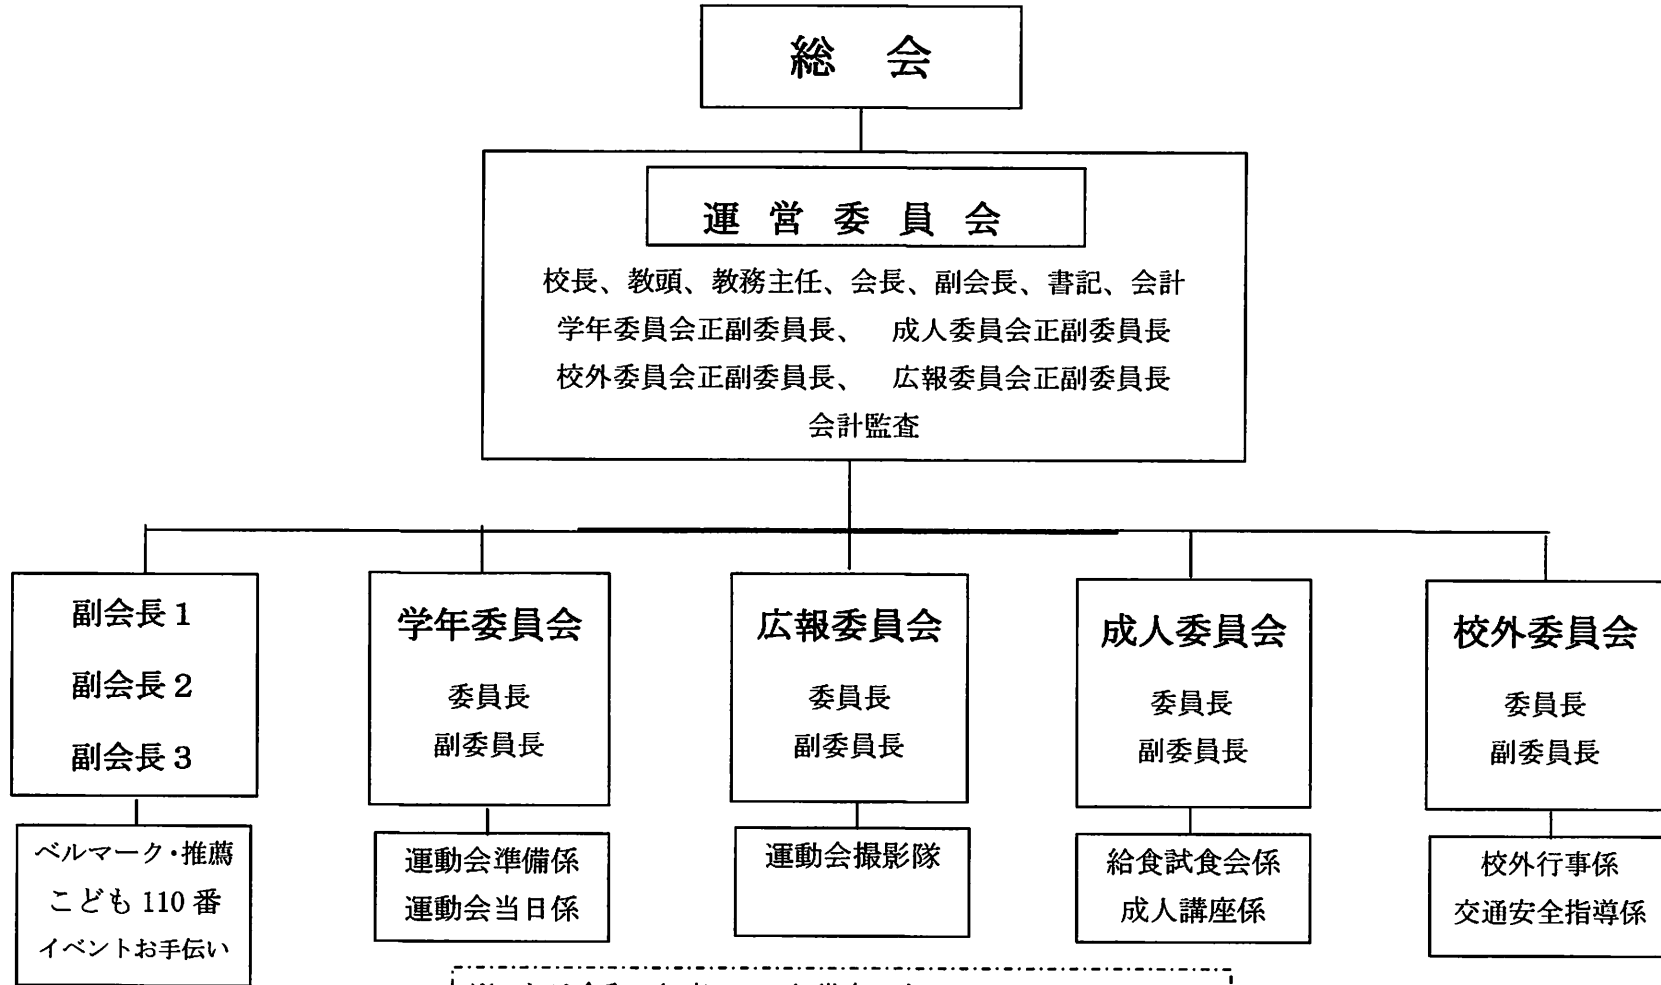 総 会
運 営 委 員 会
校長、教頭、教務主任、会長、副会長、書記、会計
学年委員会正副委員長、 成人委員会正副委員長
校外委員会正副委員長、 広報委員会正副委員長
会計監査
副会長1
副会長2
副会長3
ベルマーク・推薦
こども 110 番
イベントお手伝い
学年委員会
委員長
副委員長
運動会準備係
運動会当日係
広報委員会
委員長
副委員長
運動会撮影隊
成人委員会
委員長
副委員長
給食試食会係
成人講座係
校外委員会
委員長
副委員長
校外行事係
交通安全指導係